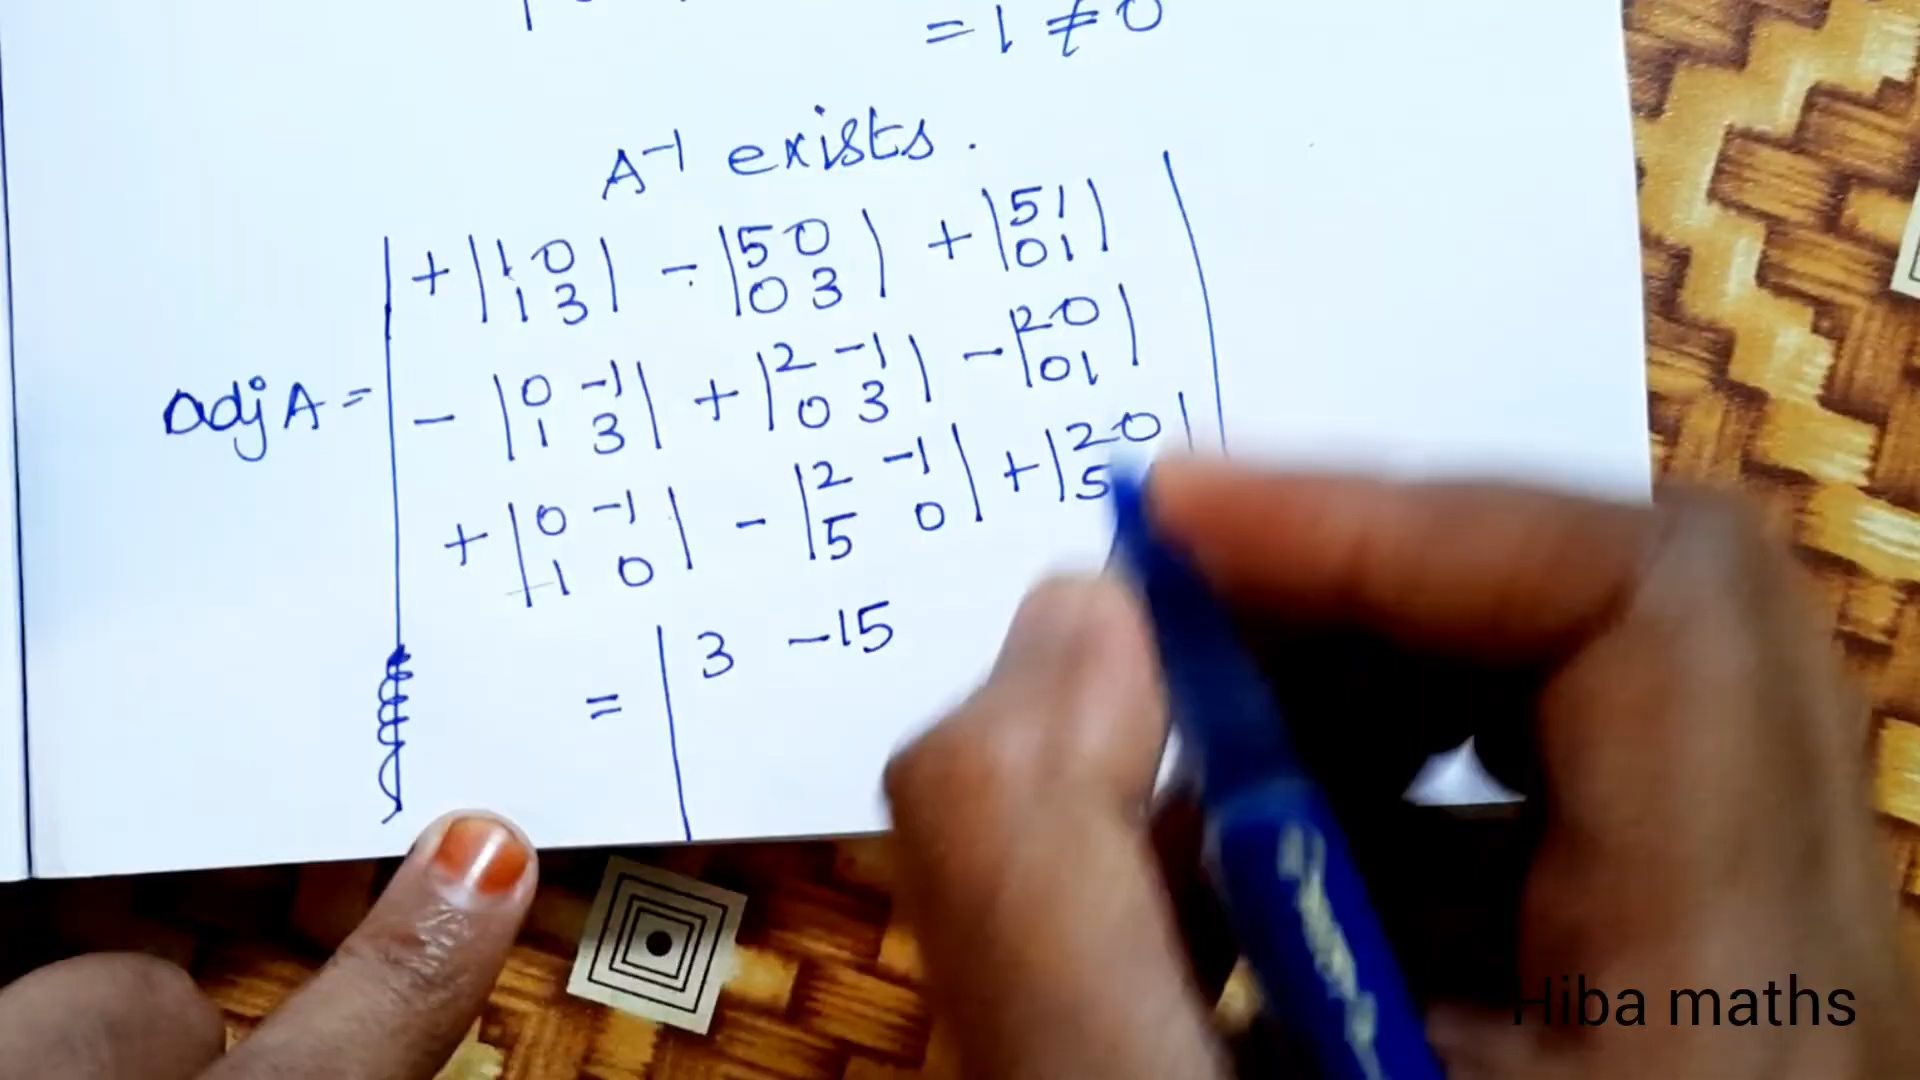 = 1 ≠ 0
A⁻¹ exists.
+ |1 0| - |5 0| + |5 1|
|1 3| |0 3| |0 1|
adj A = - |0 -1| + |2 -1| - |2 0|
|1 3| |0 3| |0 1|
+ |0 -1| - |2 -1| + |2 0|
|1 0| |5 0| |5
= | 3 -15
Hiba maths